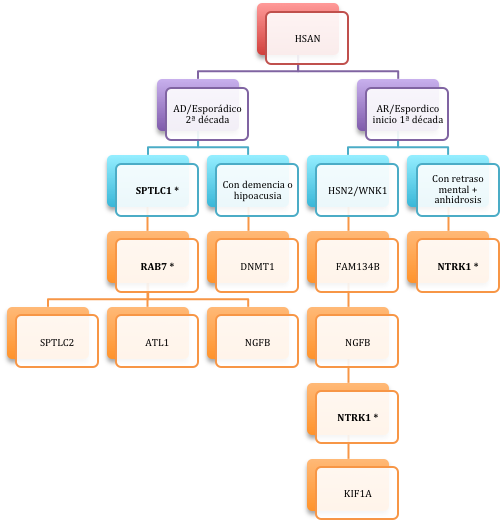 HSAN
AD/Esporádico
2ª década
AR/Espordico
inicio 1ª década
SPTLC1 *
Con demencia o
hipoacusia
HSN2/WNK1
Con retraso
mental +
anhidrosis
RAB7 *
DNMT1
FAM134B
NTRK1 *
SPTLC2
ATL1
NGFB
NGFB
NTRK1 *
KIF1A